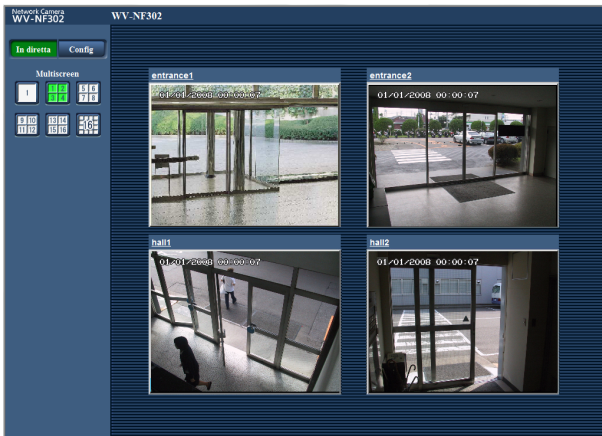 Network Camera
WV-NF302
WV-NF302
In diretta
Config
Multiscreen
1
1 2
3 4
5 6
7 8
9 10
11 12
13 14
15 16
16
entrance1
01/01/2008 00:00:07
entrance2
01/01/2008 00:00:07
hall1
01/01/2008 00:00:07
hall2
01/01/2008 00:00:07